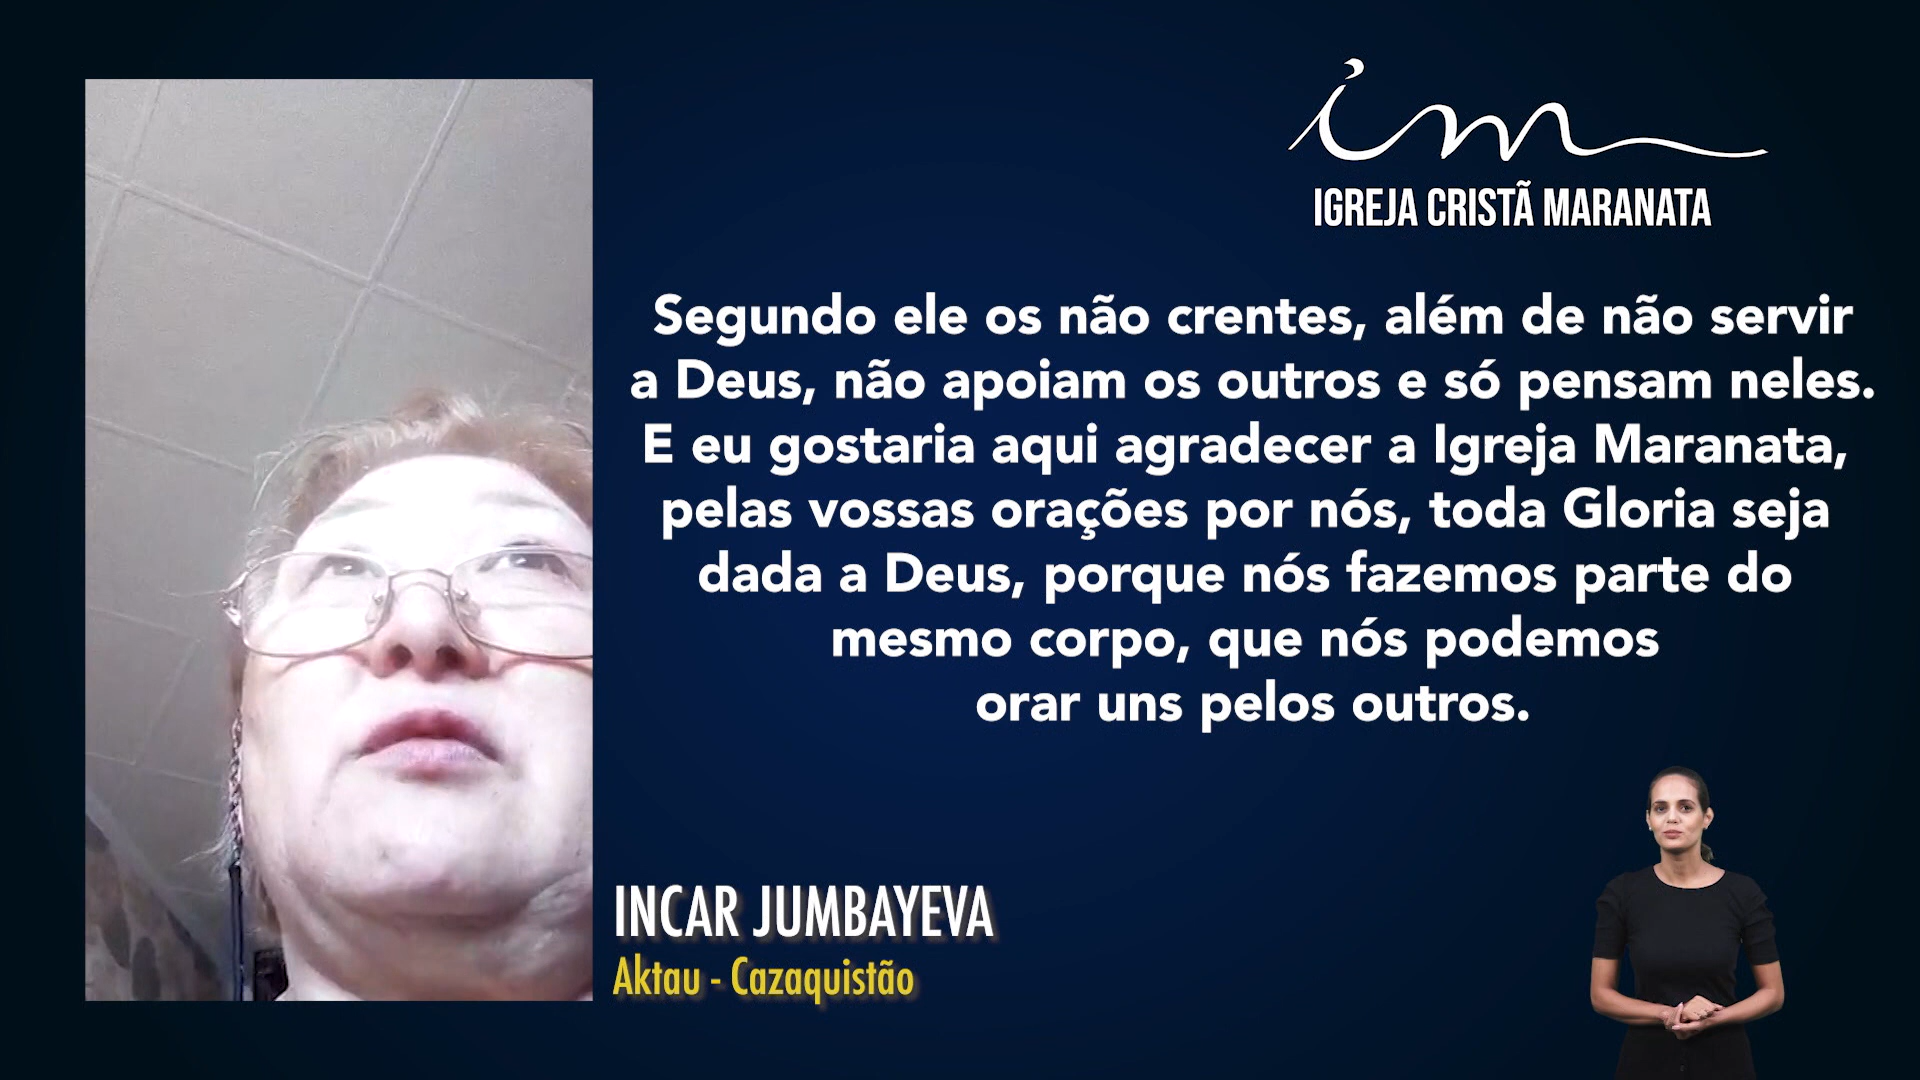 im
IGREJA CRISTÃ MARANATA
Segundo ele os não crentes, além de não servir
a Deus, não apoiam os outros e só pensam neles.
E eu gostaria aqui agradecer a Igreja Maranata,
pelas vossas orações por nós, toda Gloria seja
dada a Deus, porque nós fazemos parte do
mesmo corpo, que nós podemos
orar uns pelos outros.
INCAR JUMBAYEVA
Aktau - Cazaquistão